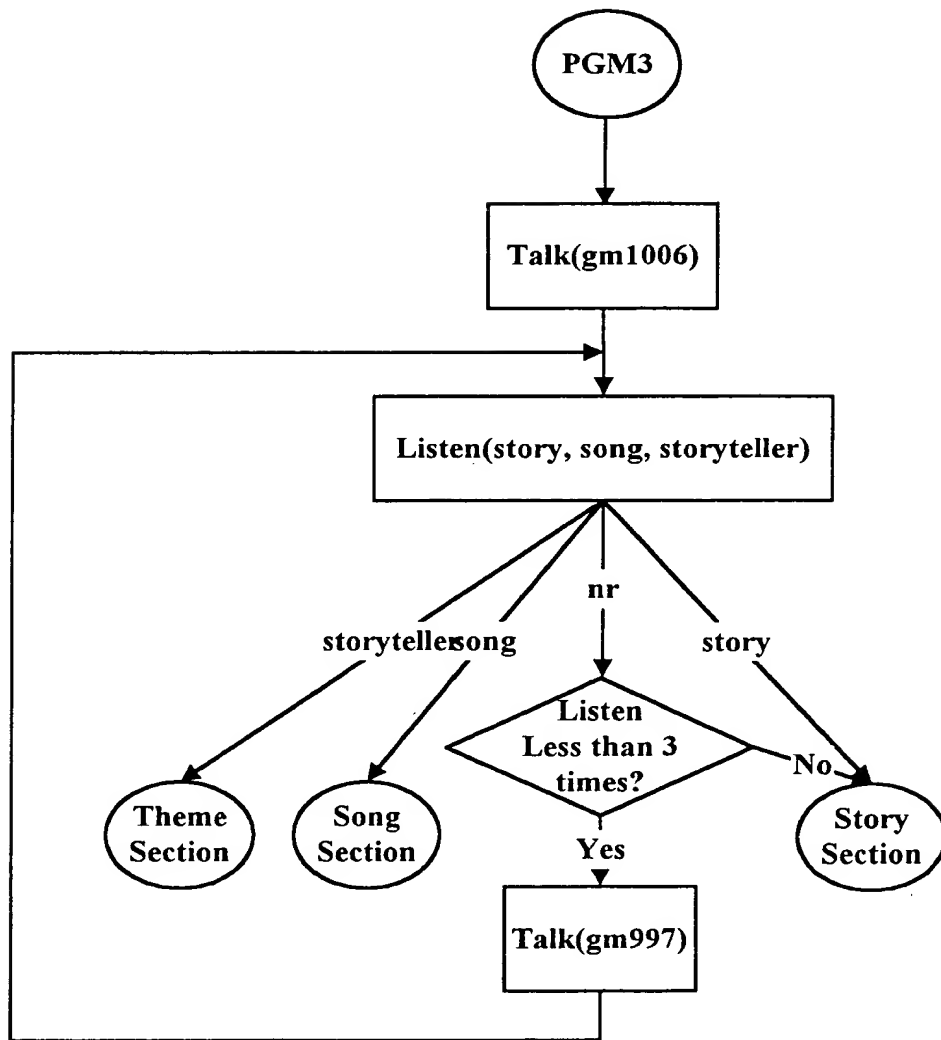 PGM3
Talk(gm1006)
Listen(story, song, storyteller)
nr
storyteller
song
story
Listen
Less than 3
times?
No
Theme
Section
Song
Section
Story
Section
Yes
Talk(gm997)